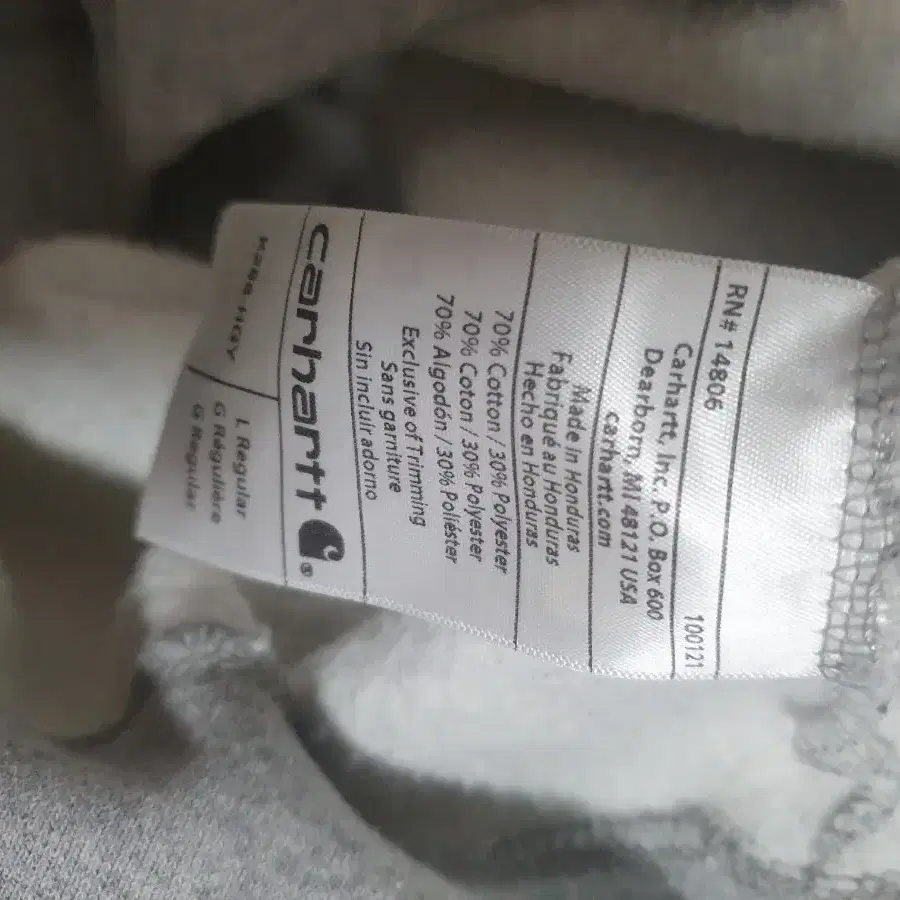 RN# 14806 100121
Carhartt, Inc. P.O. Box 600
Dearborn, MI 48121 USA
carhartt.com
Made in Honduras
Fabriqué au Honduras
Hecho en Honduras
70% Cotton / 30% Polyester
70% Coton / 30% Polyester
70% Algodón / 30% Poliéster
Exclusive of Trimming
Sans garniture
Sin incluir adorno
carhartt®
K288 HGY
L Regular
G Régulière
G Regular